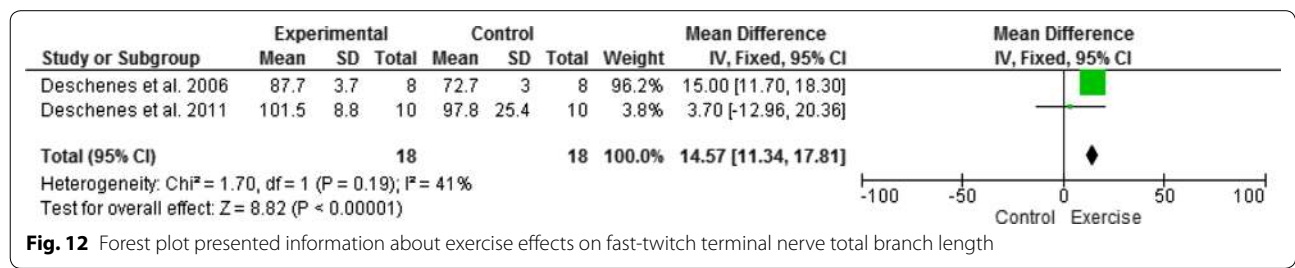 Experimental Control Mean Difference Mean Difference
Study or Subgroup Mean SD Total Mean SD Total Weight IV, Fixed, 95% CI IV, Fixed, 95% CI
Deschenes et al. 2006 87.7 3.7 8 72.7 3 8 96.2% 15.00 [11.70, 18.30]
Deschenes et al. 2011 101.5 8.8 10 97.8 25.4 10 3.8% 3.70 [-12.96, 20.36]
Total (95% CI) 18 18 100.0% 14.57 [11.34, 17.81]
Heterogeneity: Chi² = 1.70, df = 1 (P = 0.19); I² = 41%
Test for overall effect: Z = 8.82 (P < 0.00001)
-100 -50 0 50 100
Control Exercise
Fig. 12 Forest plot presented information about exercise effects on fast-twitch terminal nerve total branch length